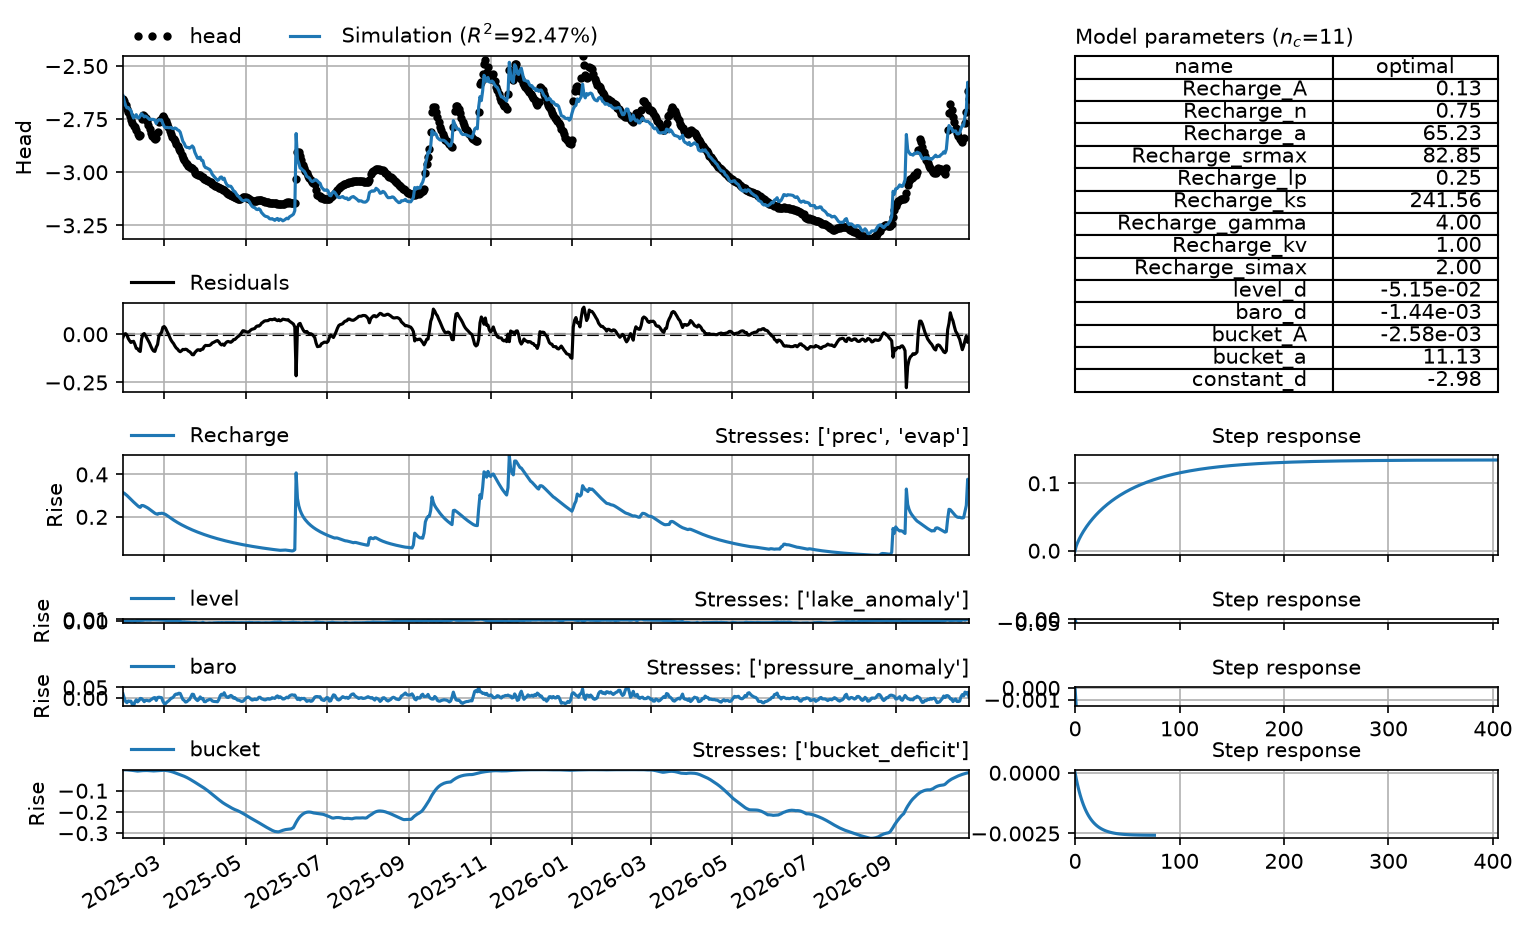 head
Simulation (R²=92.47%)
Model parameters (n_c=11)
Head
−2.50
−2.75
−3.00
−3.25
name optimal
Recharge_A 0.13
Recharge_n 0.75
Recharge_a 65.23
Recharge_srmax 82.85
Recharge_lp 0.25
Recharge_ks 241.56
Recharge_gamma 4.00
Recharge_kv 1.00
Recharge_simax 2.00
level_d -5.15e-02
baro_d -1.44e-03
bucket_A -2.58e-03
bucket_a 11.13
constant_d -2.98
Residuals
0.00
−0.25
Recharge
Stresses: ['prec', 'evap']
Rise
0.4
0.2
Step response
0.1
0.0
level
Stresses: ['lake_anomaly']
Rise
0.01
Step response
0.00
−0.05
baro
Stresses: ['pressure_anomaly']
Rise
0.05
0.00
Step response
0.000
−0.001
0 100 200 300 400
bucket
Stresses: ['bucket_deficit']
Rise
−0.1
−0.2
−0.3
2025-03 2025-05 2025-07 2025-09 2025-11 2026-01 2026-03 2026-05 2026-07 2026-09
Step response
0.0000
−0.0025
0 100 200 300 400